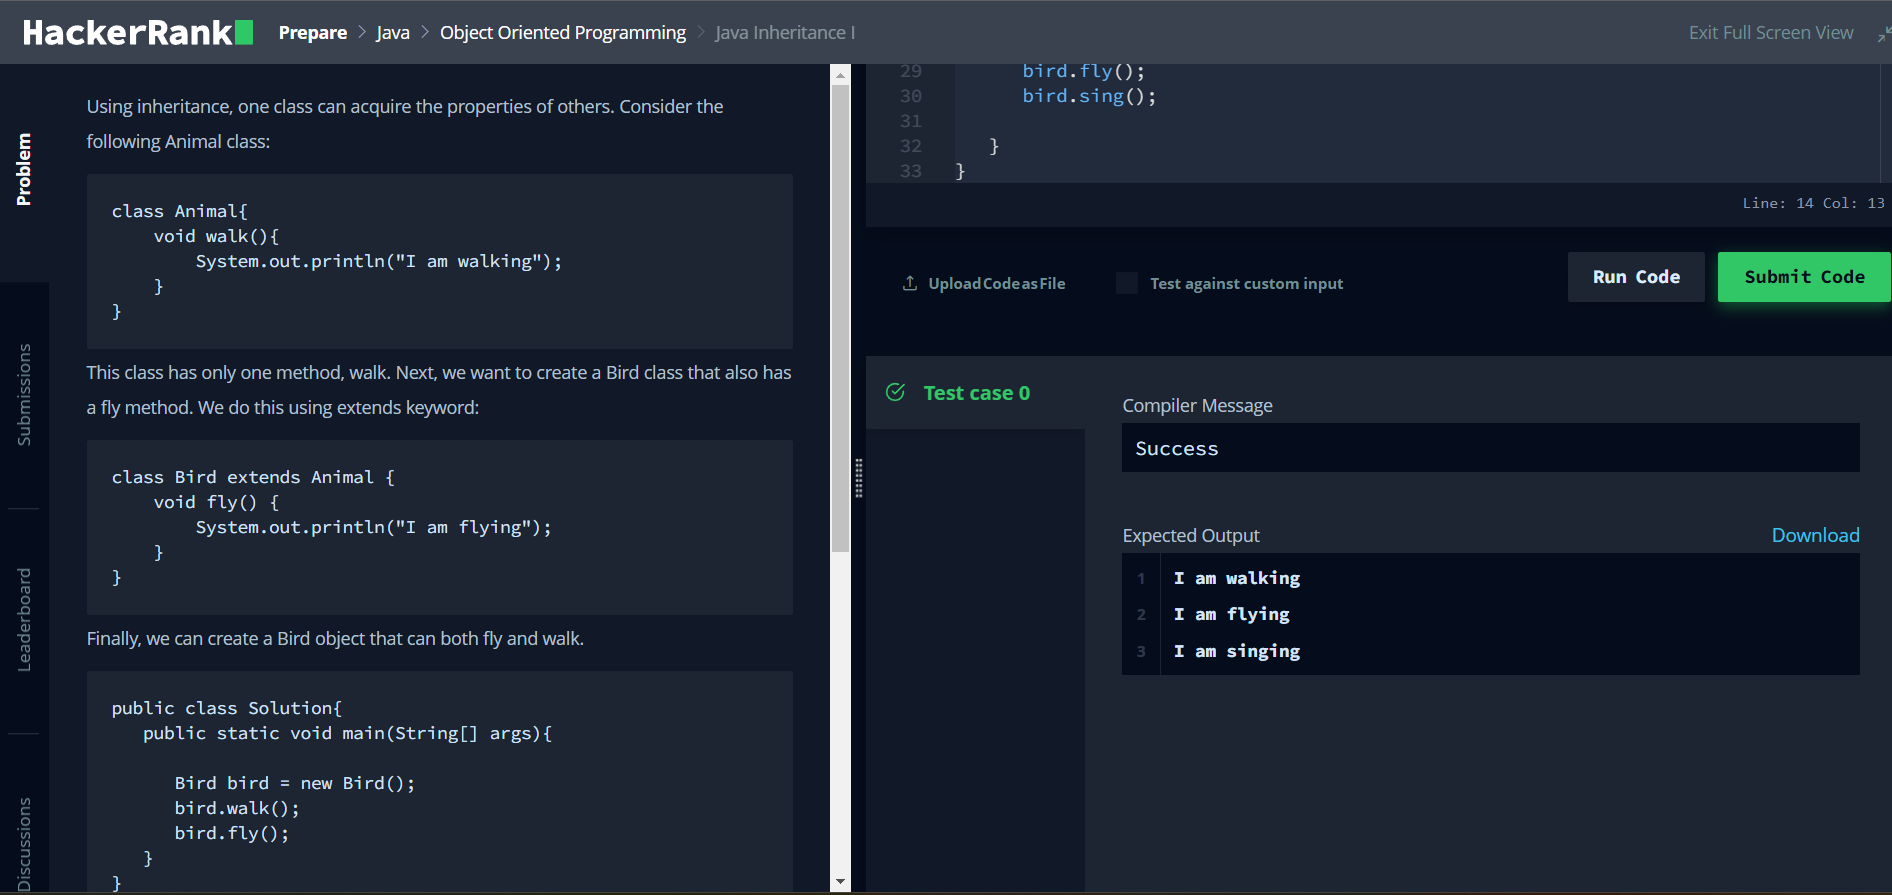 HackerRank Prepare > Java > Object Oriented Programming > Java Inheritance I
Exit Full Screen View
Problem
Submissions
Leaderboard
Discussions
Using inheritance, one class can acquire the properties of others. Consider the
following Animal class:
class Animal{
    void walk(){
        System.out.println("I am walking");
    }
}
This class has only one method, walk. Next, we want to create a Bird class that also has
a fly method. We do this using extends keyword:
class Bird extends Animal {
    void fly() {
        System.out.println("I am flying");
    }
}
Finally, we can create a Bird object that can both fly and walk.
public class Solution{
   public static void main(String[] args){
      Bird bird = new Bird();
      bird.walk();
      bird.fly();
   }
}
29 bird.fly();
30 bird.sing();
31
32 }
33 }
Line: 14 Col: 13
Upload Code as File
Test against custom input
Run Code
Submit Code
Test case 0
Compiler Message
Success
Expected Output
Download
1 I am walking
2 I am flying
3 I am singing